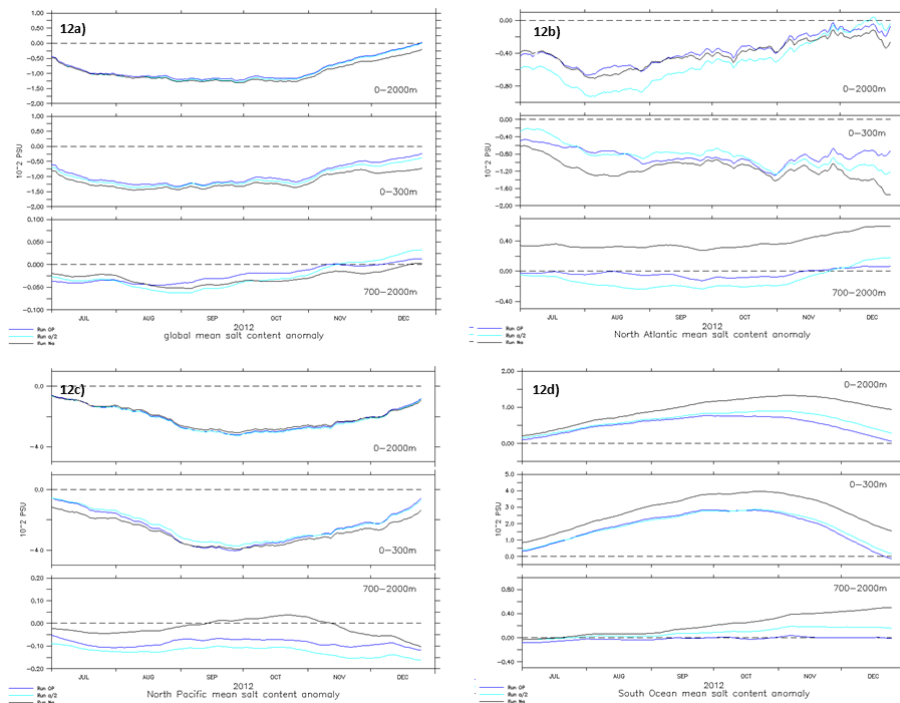 12a)
1.00
0.50
0.00
-0.50
-1.00
-1.50
-2.00
0-2000m
1.00
0.50
0.00
-0.50
-1.00
-1.50
-2.00
10^2 PSU
0-300m
0.100
0.050
0.000
-0.050
-0.100
700-2000m
JUL AUG SEP OCT NOV DEC
2012
global mean salt content anomaly
Run OP
Run a/2
12b)
0.00
-0.40
-0.80
0-2000m
0.00
-0.40
-0.80
-1.20
-1.60
-2.00
10^2 PSU
0-300m
0.40
0.00
-0.40
700-2000m
JUL AUG SEP OCT NOV DEC
2012
North Atlantic mean salt content anomaly
Run OP
Run a/2
12c)
0.0
-4.0
0-2000m
0.0
-4.0
10^2 PSU
0-300m
0.20
0.10
0.00
-0.10
0.20
700-2000m
JUL AUG SEP OCT NOV DEC
2012
North Pacific mean salt content anomaly
Run OP
Run a/2
12d)
2.00
1.00
0.00
0-2000m
5.0
4.0
3.0
2.0
1.0
0.0
10^2 PSU
0-300m
0.80
0.40
0.00
-0.40
700-2000m
JUL AUG SEP OCT NOV DEC
2012
South Ocean mean salt content anomaly
Run OP
Run a/2